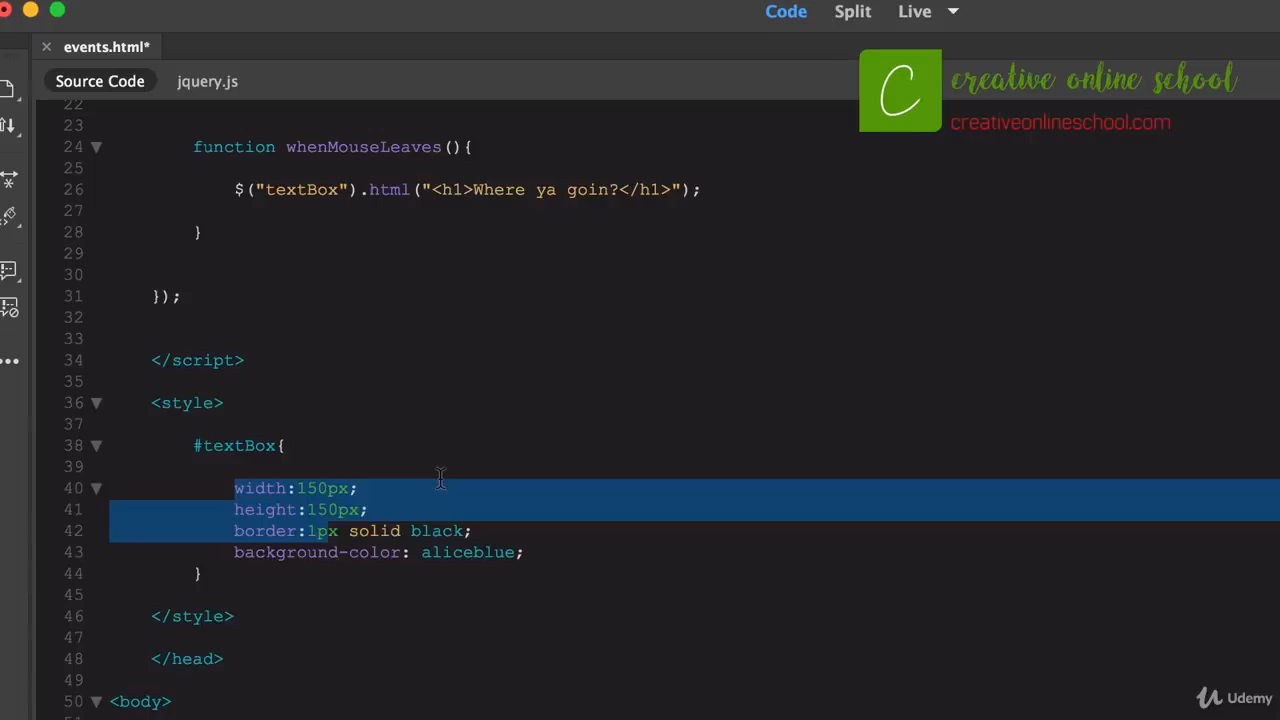 Code Split Live
events.html*
Source Code jquery.js
C creative online school
creativeonlineschool.com
22
23
24 function whenMouseLeaves(){
25
26 $("textBox").html("<h1>Where ya goin?</h1>");
27
28 }
29
30
31 });
32
33
34 </script>
35
36 <style>
37
38 #textBox{
39
40 width:150px;
41 height:150px;
42 border:1px solid black;
43 background-color: aliceblue;
44 }
45
46 </style>
47
48 </head>
49
50 <body>
51
Udemy